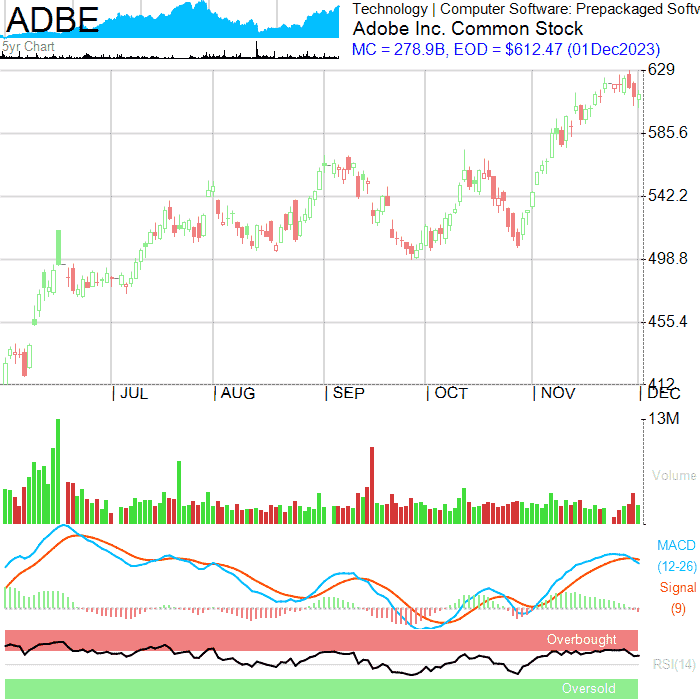 ADBE
5yr Chart
Technology | Computer Software: Prepackaged Softw
Adobe Inc. Common Stock
MC = 278.9B, EOD = $612.47 (01Dec2023)
629
585.6
542.2
498.8
455.4
412
| JUL | AUG | SEP | OCT | NOV | DEC
13M
Volume
MACD
(12-26)
Signal
(9)
Overbought
RSI(14)
Oversold